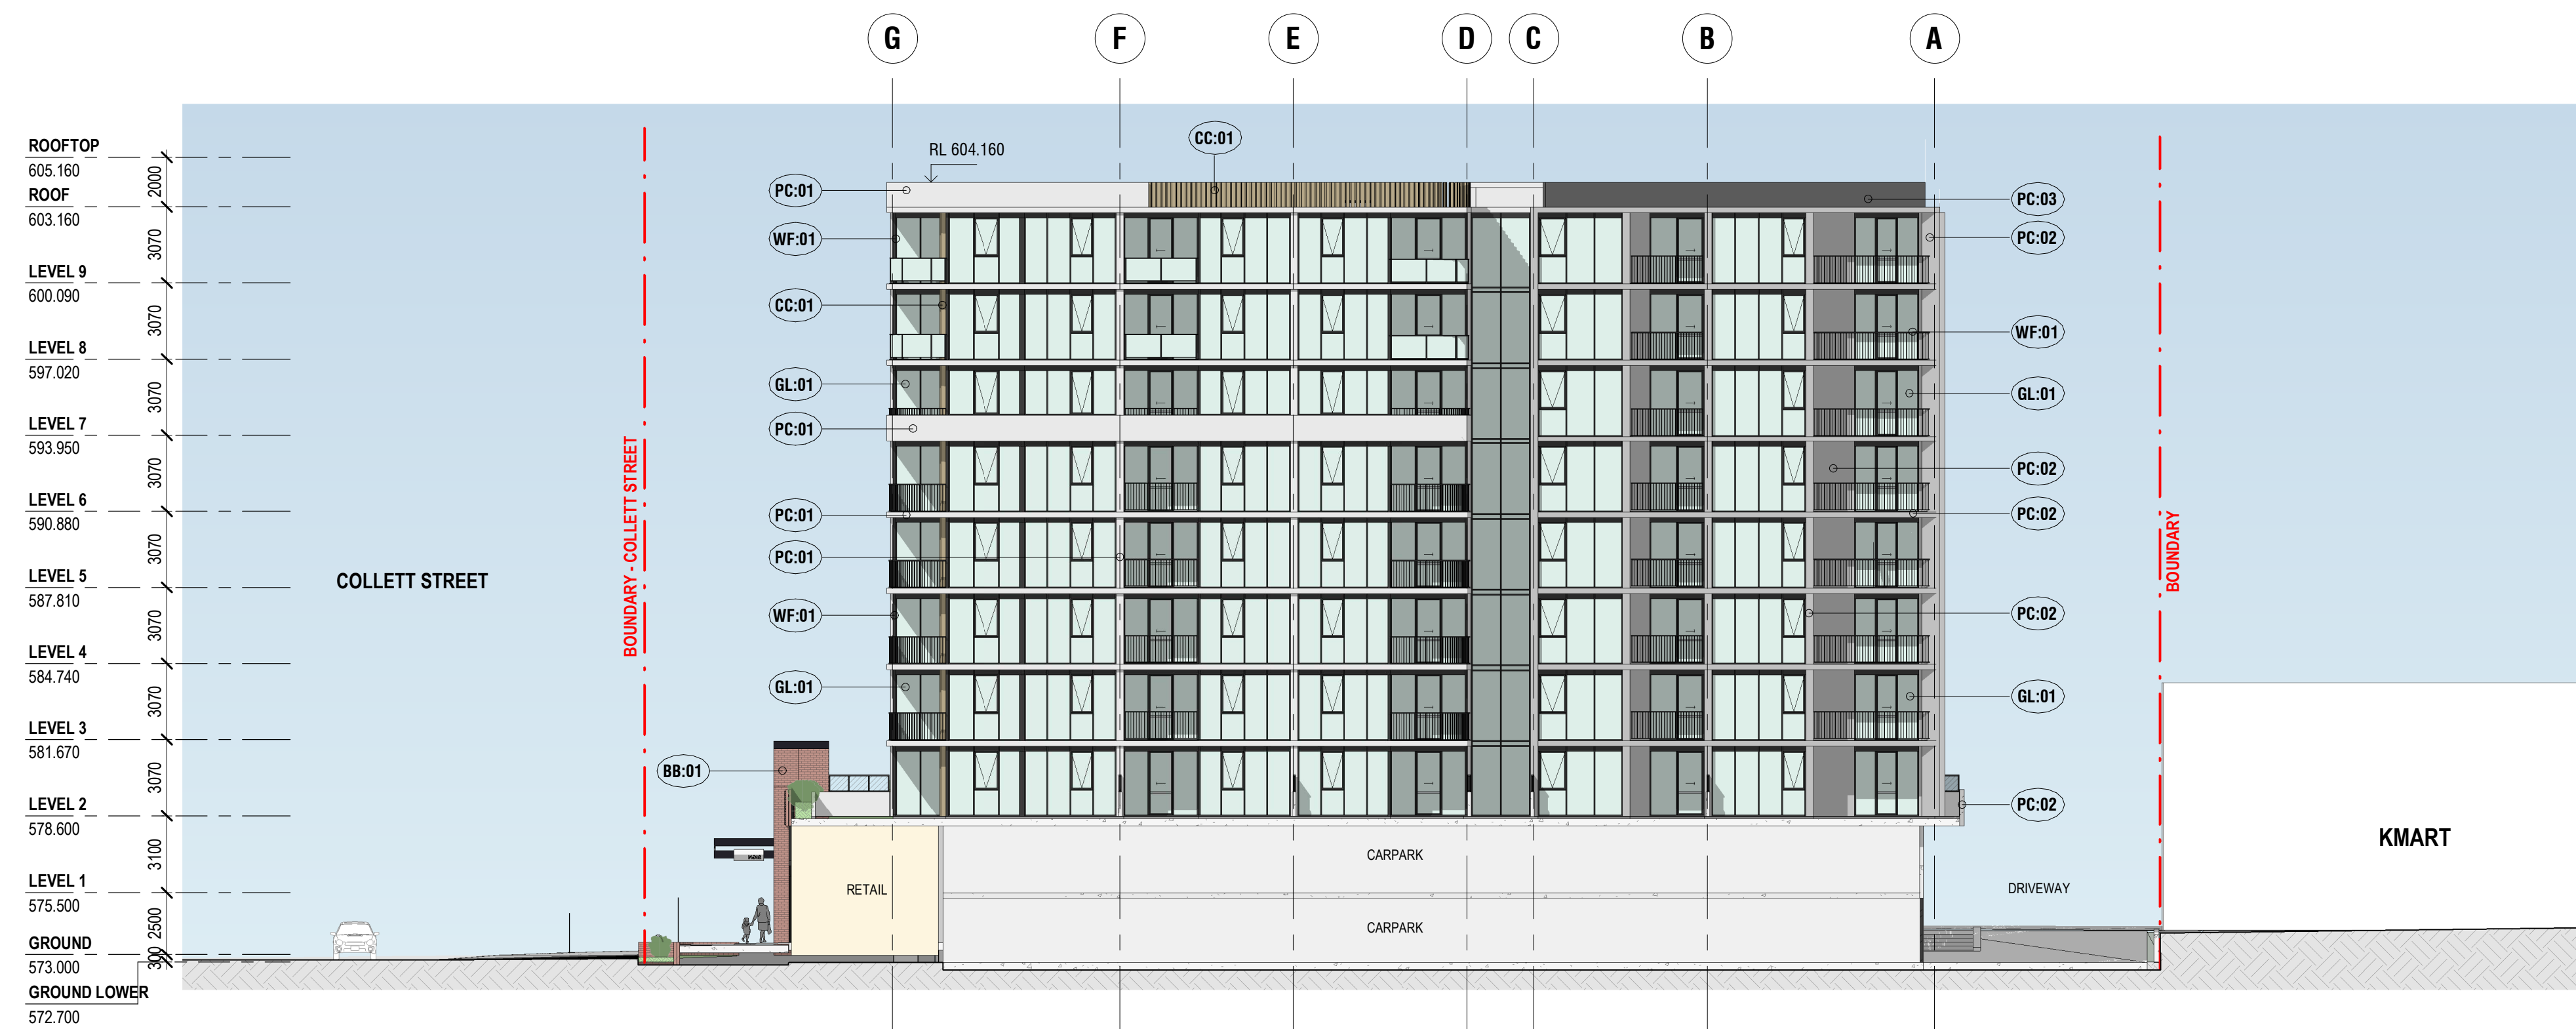 G F E D C B A
ROOFTOP
605.160
2000
ROOF
603.160
3070
LEVEL 9
600.090
3070
LEVEL 8
597.020
3070
LEVEL 7
593.950
3070
LEVEL 6
590.880
3070
LEVEL 5
587.810
3070
LEVEL 4
584.740
3070
LEVEL 3
581.670
3070
LEVEL 2
578.600
3100
LEVEL 1
575.500
2500
GROUND
573.000
300
GROUND LOWER
572.700
COLLETT STREET
BOUNDARY - COLLETT STREET
RL 604.160
CC:01
PC:01
WF:01
CC:01
GL:01
PC:01
PC:01
PC:01
WF:01
GL:01
BB:01
RETAIL
CARPARK
CARPARK
PC:03
PC:02
WF:01
GL:01
PC:02
PC:02
PC:02
GL:01
PC:02
DRIVEWAY
BOUNDARY
KMART